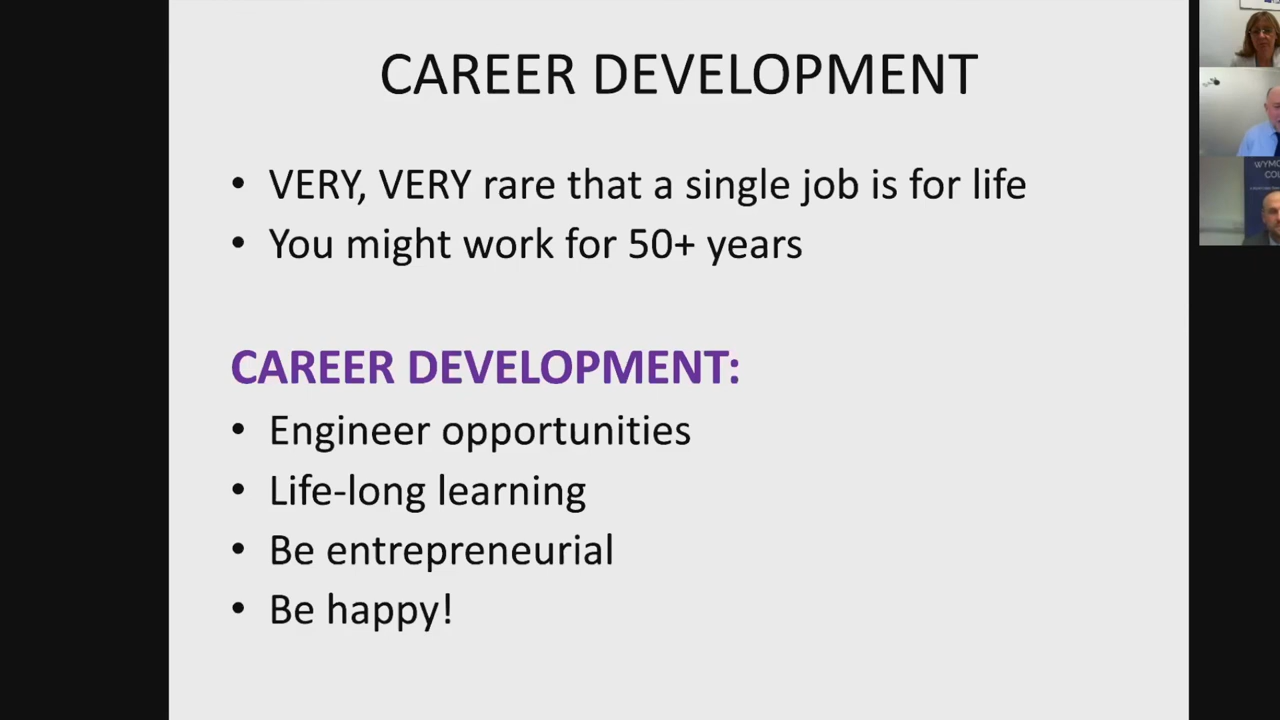 CAREER DEVELOPMENT
• VERY, VERY rare that a single job is for life
• You might work for 50+ years
CAREER DEVELOPMENT:
• Engineer opportunities
• Life-long learning
• Be entrepreneurial
• Be happy!